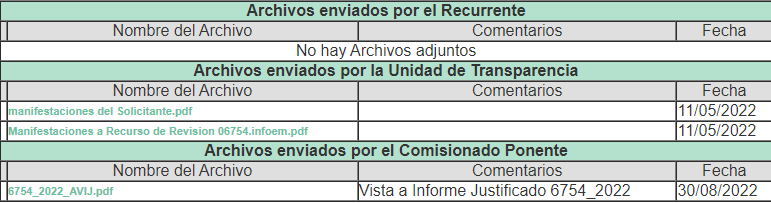 Archivos enviados por el Recurrente
Nombre del Archivo Comentarios Fecha
No hay Archivos adjuntos
Archivos enviados por la Unidad de Transparencia
Nombre del Archivo Comentarios Fecha
manifestaciones del Solicitante.pdf 11/05/2022
Manifestaciones a Recurso de Revision 06754.infoem.pdf 11/05/2022
Archivos enviados por el Comisionado Ponente
Nombre del Archivo Comentarios Fecha
6754_2022_AVIJ.pdf Vista a Informe Justificado 6754_2022 30/08/2022